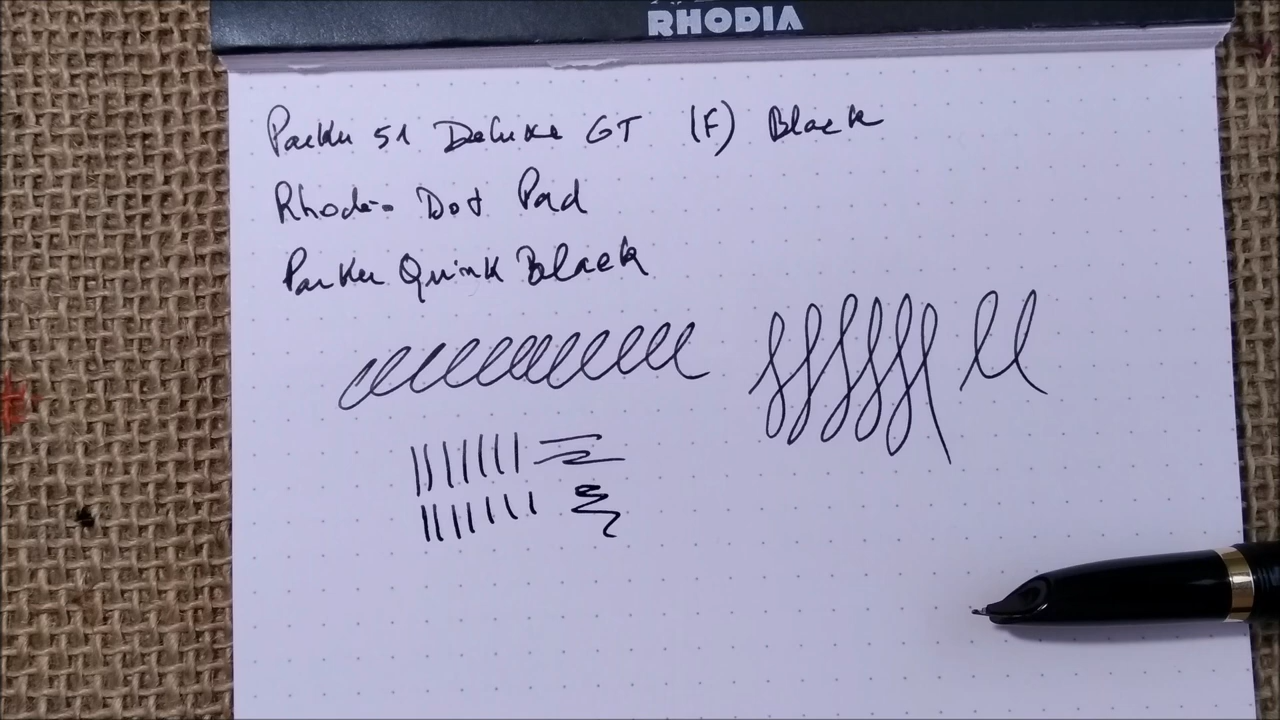 RHODIA
Parker 51 Deluxe GT (F) Black
Rhodia Dot Pad
Parker Quink Black